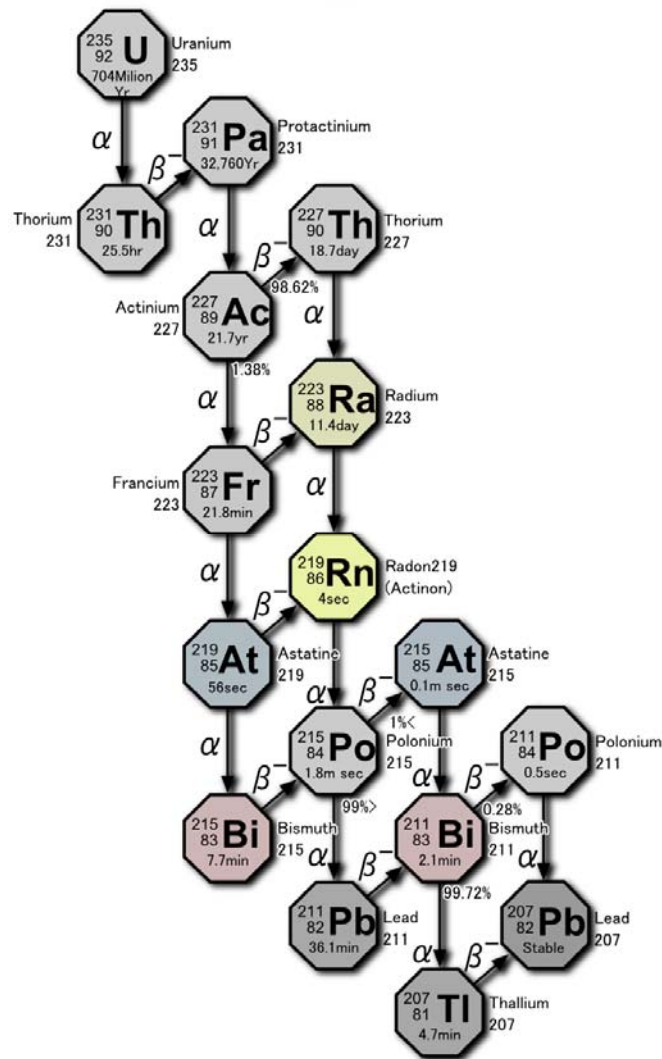 235
92 U
704Milion
Yr
Uranium
235
α
β−
231
91 Pa
32,760Yr
Protactinium
231
Thorium
231
231
90 Th
25.5hr
α
β−
98.62%
227
90 Th
18.7day
Thorium
227
Actinium
227
227
89 Ac
21.7yr
1.38%
α
α
β−
223
88 Ra
11.4day
Radium
223
Francium
223
223
87 Fr
21.8min
α
α
β−
219
86 Rn
4sec
Radon219
(Actinon)
219
85 At
56sec
Astatine
219
α
β−
1%<
215
85 At
0.1m sec
Astatine
215
α
β−
215
84 Po
1.8m sec
Polonium
215
99%>
α
β−
0.28%
211
84 Po
0.5sec
Polonium
211
215
83 Bi
7.7min
Bismuth
215
α
β−
211
83 Bi
2.1min
Bismuth
211
99.72%
α
211
82 Pb
36.1min
Lead
211
α
β−
207
82 Pb
Stable
Lead
207
207
81 Tl
4.7min
Thallium
207